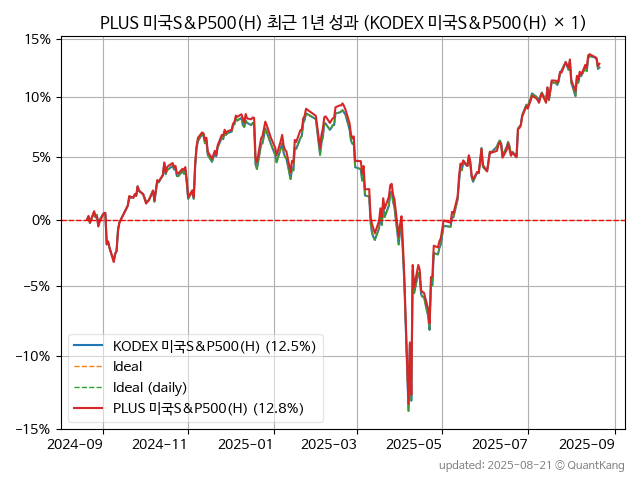 PLUS 미국S&P500(H) 최근 1년 성과 (KODEX 미국S&P500(H) × 1)
15%
10%
5%
0%
−5%
−10%
−15%
KODEX 미국S&P500(H) (12.5%)
Ideal
Ideal (daily)
PLUS 미국S&P500(H) (12.8%)
2024-09 2024-11 2025-01 2025-03 2025-05 2025-07 2025-09
updated: 2025-08-21 © QuantKang